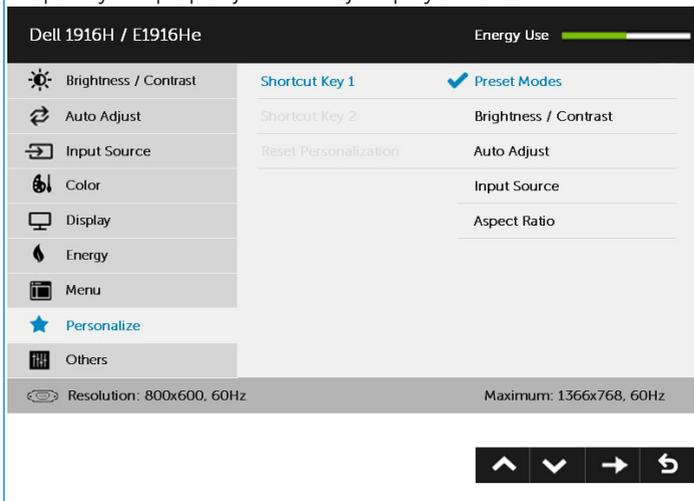 Dell 1916H / E1916He
Energy Use
Brightness / Contrast
Auto Adjust
Input Source
Color
Display
Energy
Menu
Personalize
Others
Shortcut Key 1
Shortcut Key 2
Reset Personalization
Preset Modes
Brightness / Contrast
Auto Adjust
Input Source
Aspect Ratio
Resolution: 800x600, 60Hz
Maximum: 1366x768, 60Hz